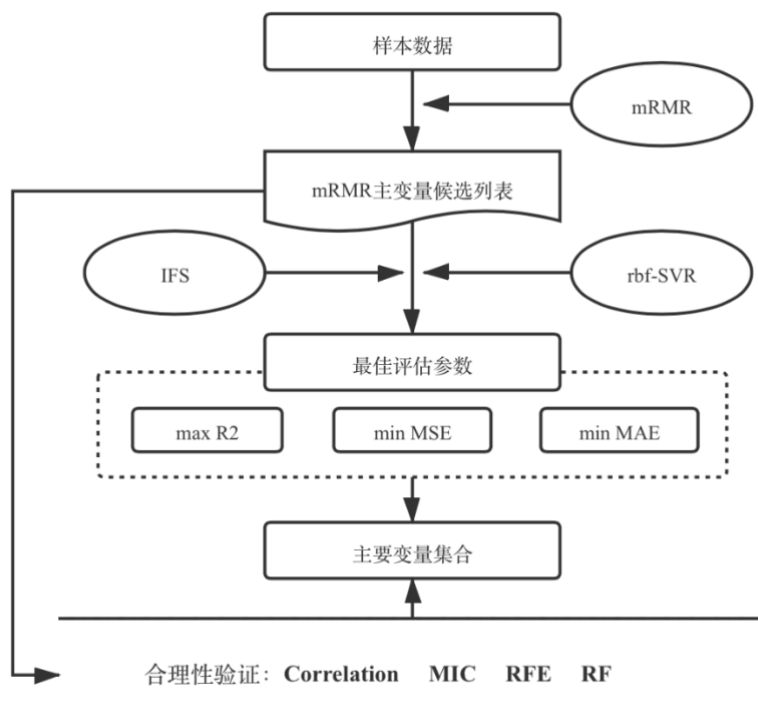 样本数据
mRMR
mRMR主变量候选列表
IFS
rbf-SVR
最佳评估参数
max R2
min MSE
min MAE
主要变量集合
合理性验证：Correlation MIC RFE RF